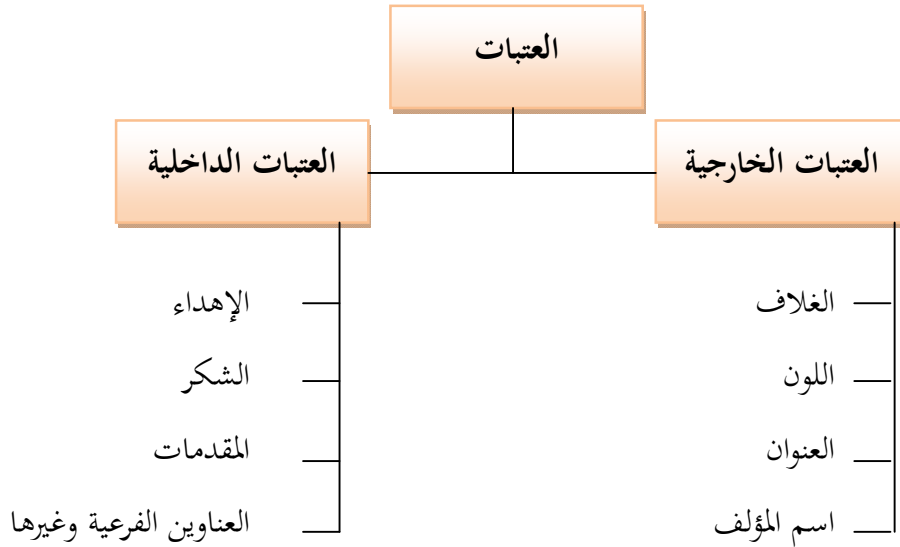 العتبات
العتبات الخارجية
العتبات الداخلية
الغلاف
اللون
العنوان
اسم المؤلف
الإهداء
الشكر
المقدمات
العناوين الفرعية وغيرها